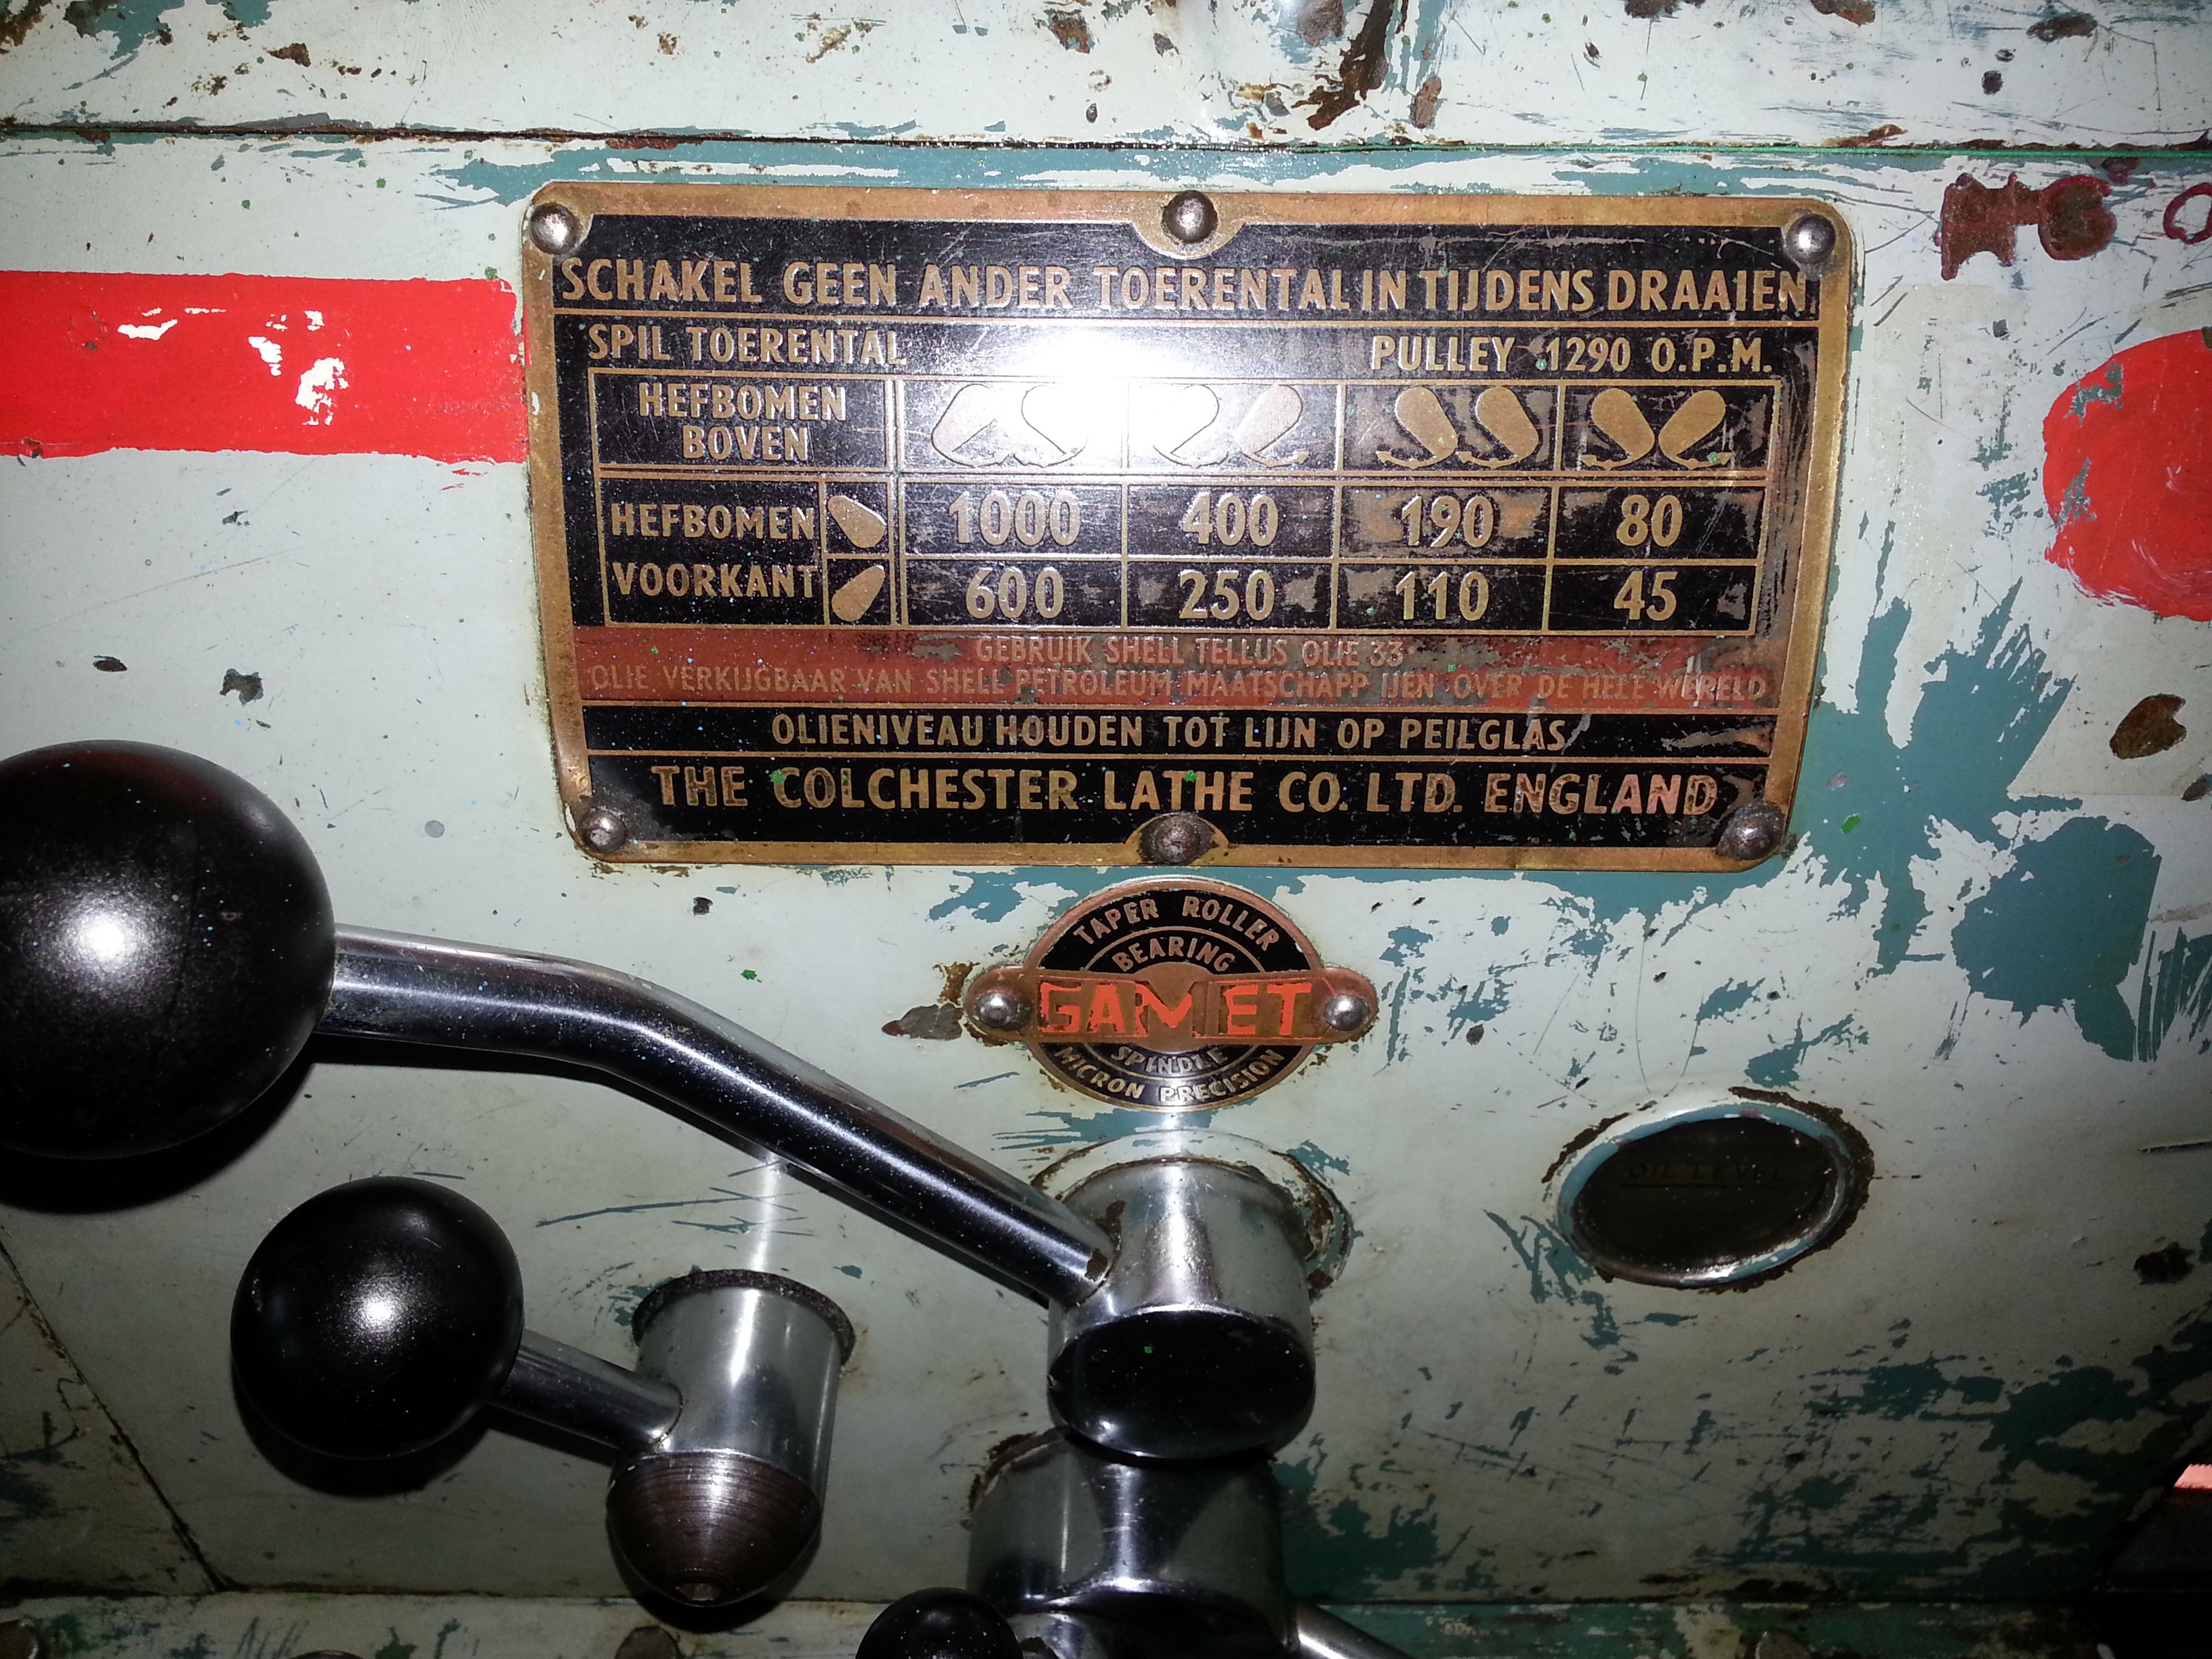 SCHAKEL GEEN ANDER TOERENTAL IN TIJDENS DRAAIEN
SPIL TOERENTAL PULLEY 1290 O.P.M.
HEFBOMEN
BOVEN
HEFBOMEN 1000 400 190 80
VOORKANT 600 250 110 45
GEBRUIK SHELL TELLUS OLIE 33
OLIE VERKIJGBAAR VAN SHELL PETROLEUM MAATSCHAPP IJEN OVER DE HELE WERELD
OLIENIVEAU HOUDEN TOT LIJN OP PEILGLAS
THE COLCHESTER LATHE CO. LTD. ENGLAND
TAPER ROLLER
BEARING
GAMET
SPINDLE
MICRON PRECISION
OIL LEVEL